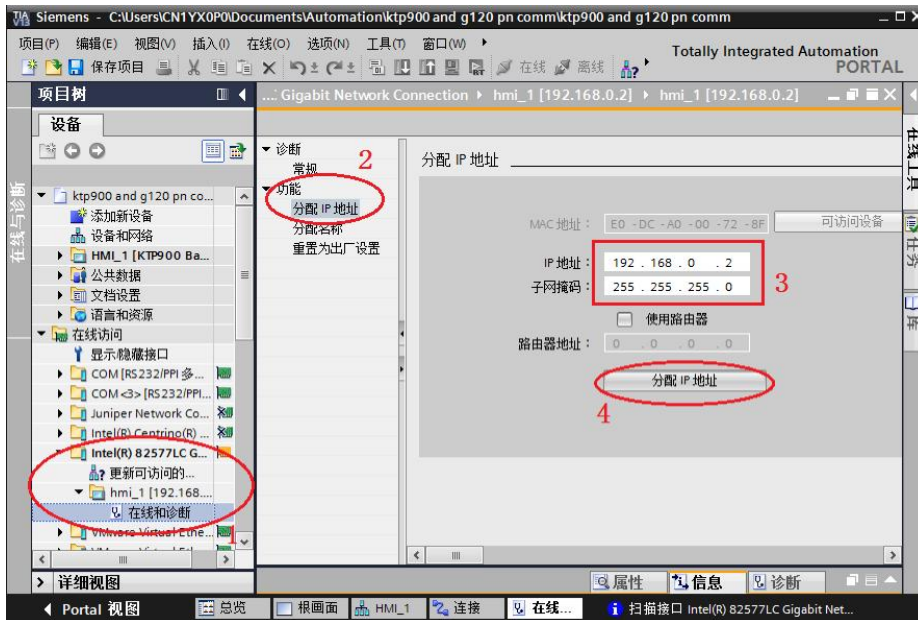 Siemens - C:\Users\CN1YX0P0\Documents\Automation\ktp900 and g120 pn comm\ktp900 and g120 pn comm
项目(P) 编辑(E) 视图(V) 插入(I) 在线(O) 选项(N) 工具(T) 窗口(W)
Totally Integrated Automation
PORTAL
保存项目 在线 离线
项目树
...: Gigabit Network Connection hmi_1 [192.168.0.2] hmi_1 [192.168.0.2]
设备
在线与诊断
ktp900 and g120 pn co...
添加新设备
设备和网络
HMI_1 [KTP900 Ba...
公共数据
文档设置
语言和资源
在线访问
显示/隐藏接口
COM [RS232/PPI 多...
COM <3> [RS232/PPI...
Juniper Network Co...
Intel(R) Centrino(R) ...
Intel(R) 82577LC G...
更新可访问的...
hmi_1 [192.168....
在线和诊断
1
VMware Virtual Ethe...
详细视图
诊断
常规
2
功能
分配 IP 地址
分配名称
重置为出厂设置
分配 IP 地址
MAC 地址： E0 -DC -A0 -00 -72 -8F 可访问设备
IP 地址： 192 . 168 . 0 . 2
子网掩码： 255 . 255 . 255 . 0
3
使用路由器
路由器地址： 0 . 0 . 0 . 0
分配 IP 地址
4
在线工具
任务
库
属性 信息 诊断
Portal 视图 总览 根画面 HMI_1 连接 在线... 扫描接口 Intel(R) 82577LC Gigabit Net...